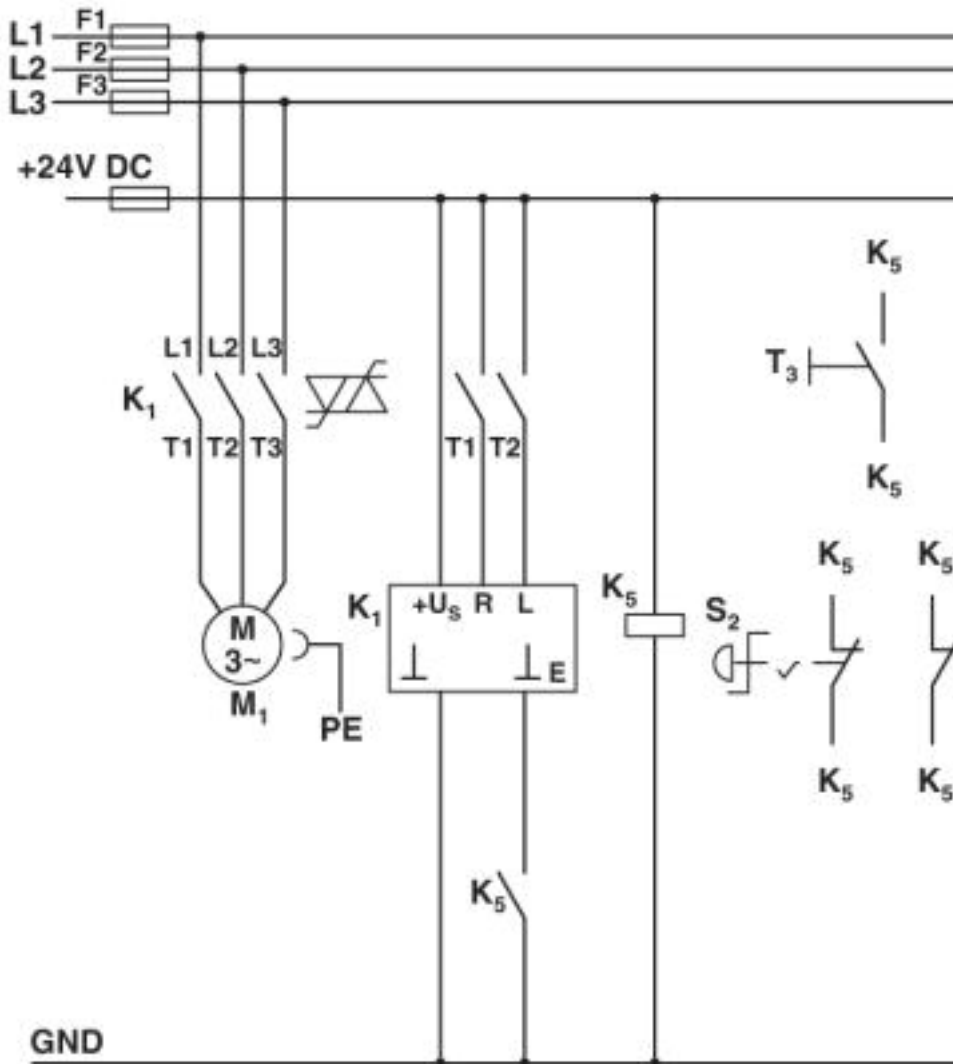 F1
L1
F2
L2
F3
L3
+24V DC
K5
L1 L2 L3
T3
K1
T1 T2 T3
T1 T2
K5
K5 K5
K5
K1 +US R L
S2
M
3~
E
M1
PE
K5 K5
K5
GND